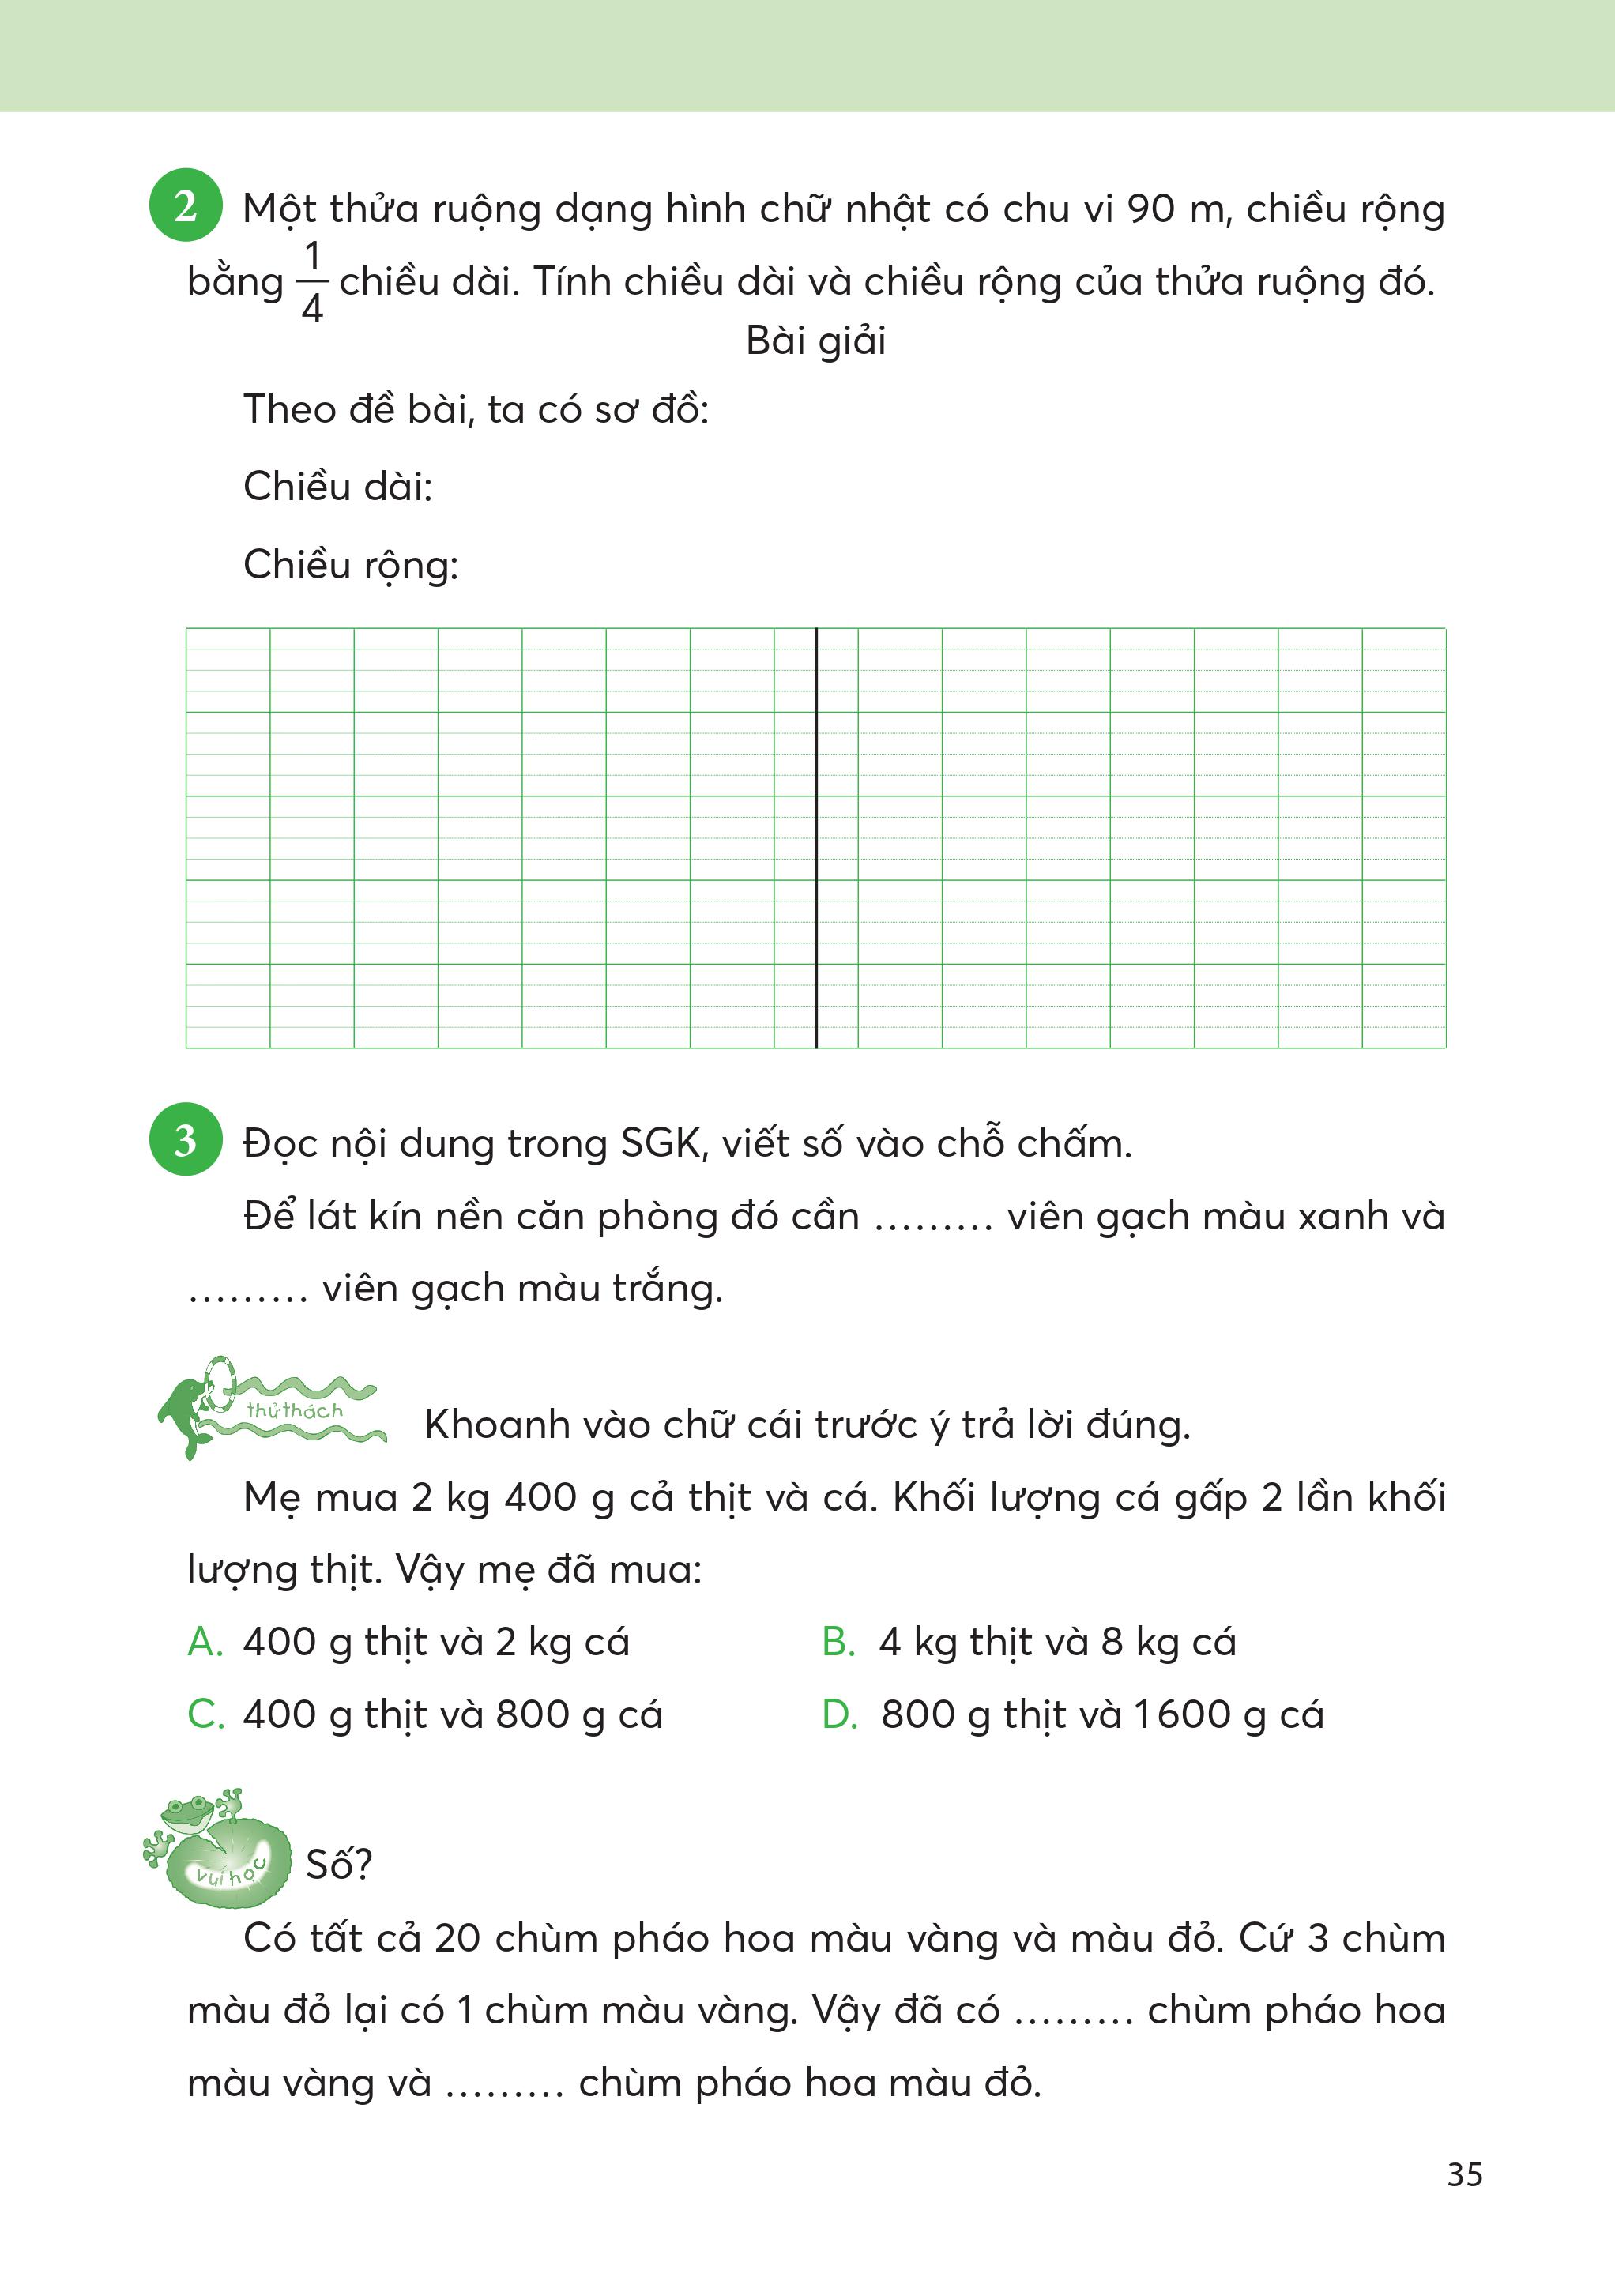 2 Một thửa ruộng dạng hình chữ nhật có chu vi 90 m, chiều rộng
bằng 1/4 chiều dài. Tính chiều dài và chiều rộng của thửa ruộng đó.
Bài giải
Theo đề bài, ta có sơ đồ:
Chiều dài:
Chiều rộng:
3 Đọc nội dung trong SGK, viết số vào chỗ chấm.
Để lát kín nền căn phòng đó cần ……… viên gạch màu xanh và
……… viên gạch màu trắng.
thử thách Khoanh vào chữ cái trước ý trả lời đúng.
Mẹ mua 2 kg 400 g cả thịt và cá. Khối lượng cá gấp 2 lần khối
lượng thịt. Vậy mẹ đã mua:
A. 400 g thịt và 2 kg cá B. 4 kg thịt và 8 kg cá
C. 400 g thịt và 800 g cá D. 800 g thịt và 1 600 g cá
vui học Số?
Có tất cả 20 chùm pháo hoa màu vàng và màu đỏ. Cứ 3 chùm
màu đỏ lại có 1 chùm màu vàng. Vậy đã có ……… chùm pháo hoa
màu vàng và ……… chùm pháo hoa màu đỏ.
35